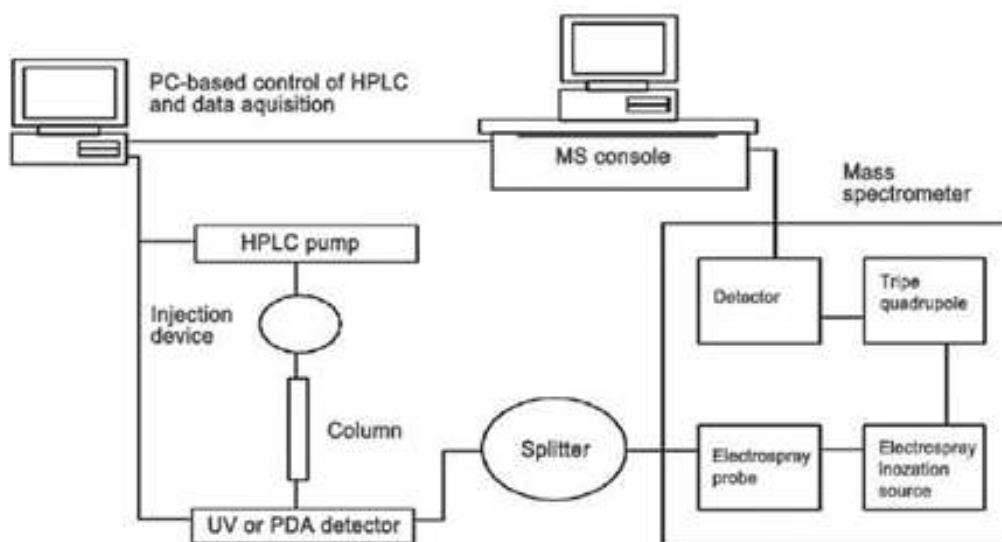 PC-based control of HPLC
and data aquisition
MS console
Mass
spectrometer
HPLC pump
Injection
device
Column
UV or PDA detector
Splitter
Detector
Tripe
quadrupole
Electrospray
probe
Electrospray
Inozation
source